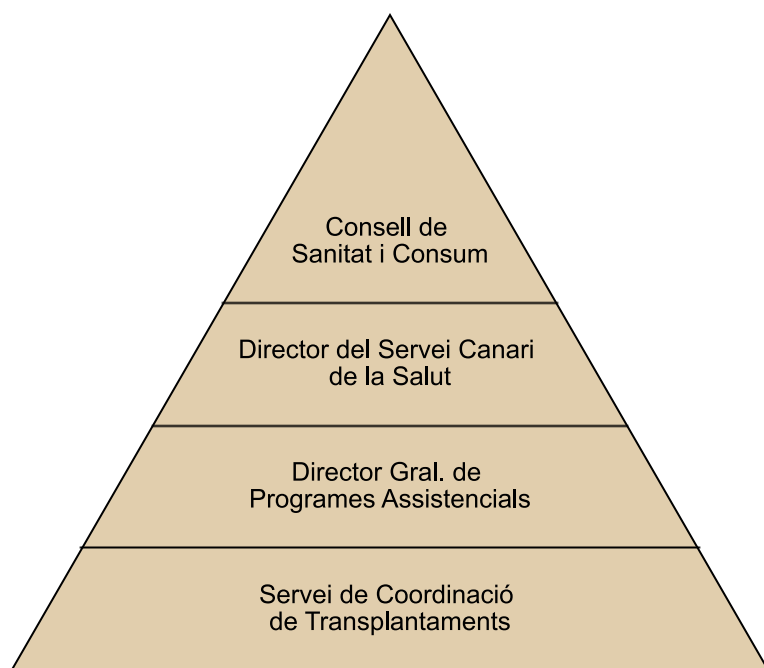 Consell de
Sanitat i Consum
Director del Servei Canari
de la Salut
Director Gral. de
Programes Assistencials
Servei de Coordinació
de Transplantaments